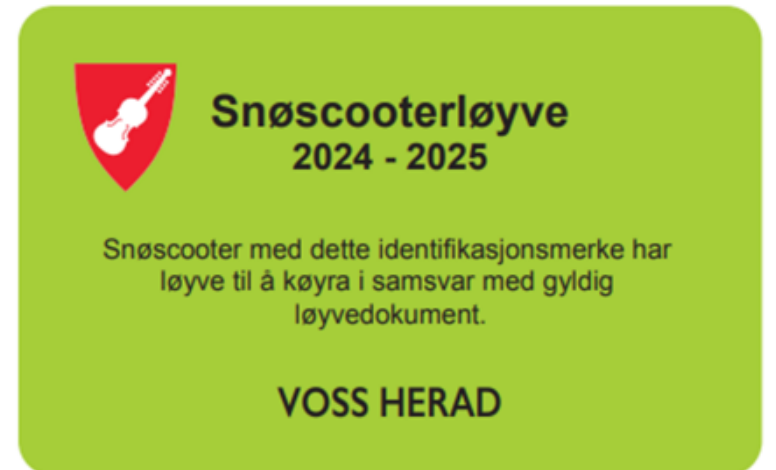 Snøscooterløyve
2024 - 2025
Snøscooter med dette identifikasjonsmerke har
løyve til å køyra i samsvar med gyldig
løyvedokument.
VOSS HERAD